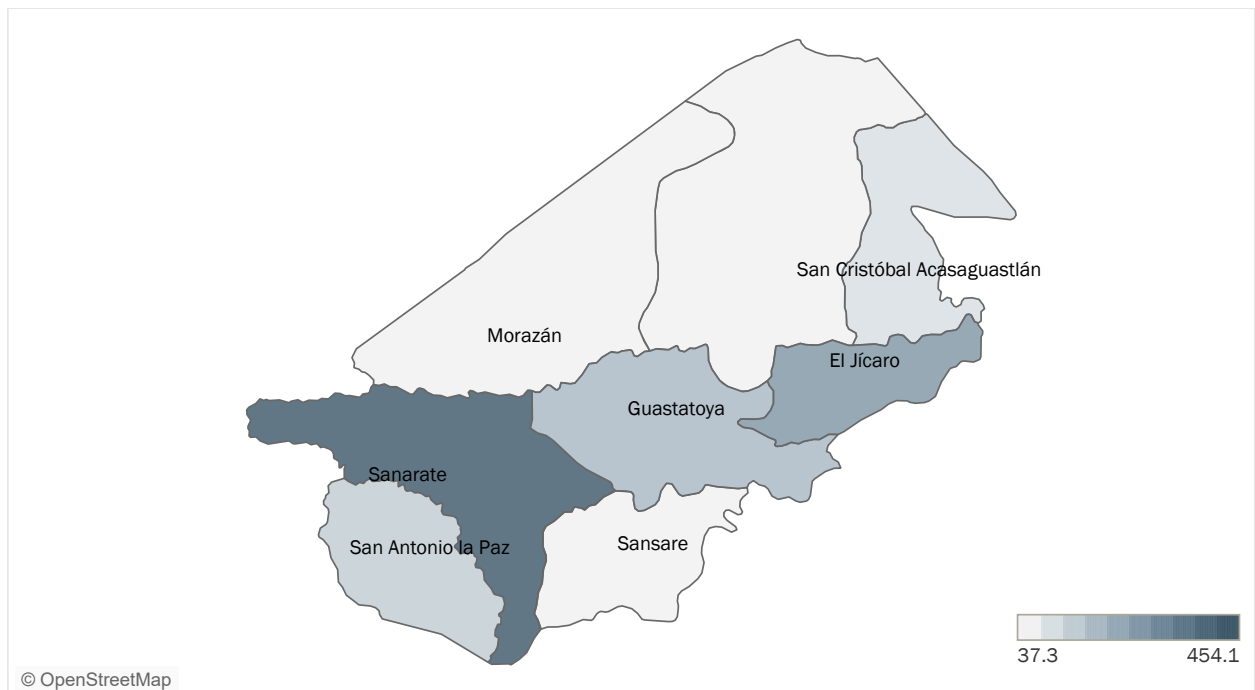 San Cristóbal Acasaguastlán
Morazán
El Jícaro
Guastatoya
Sanarate
Sansare
San Antonio la Paz
37.3 454.1
© OpenStreetMap